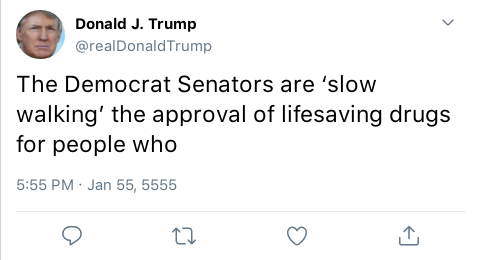 Donald J. Trump
@realDonaldTrump
The Democrat Senators are ‘slow
walking’ the approval of lifesaving drugs
for people who
5:55 PM · Jan 55, 5555